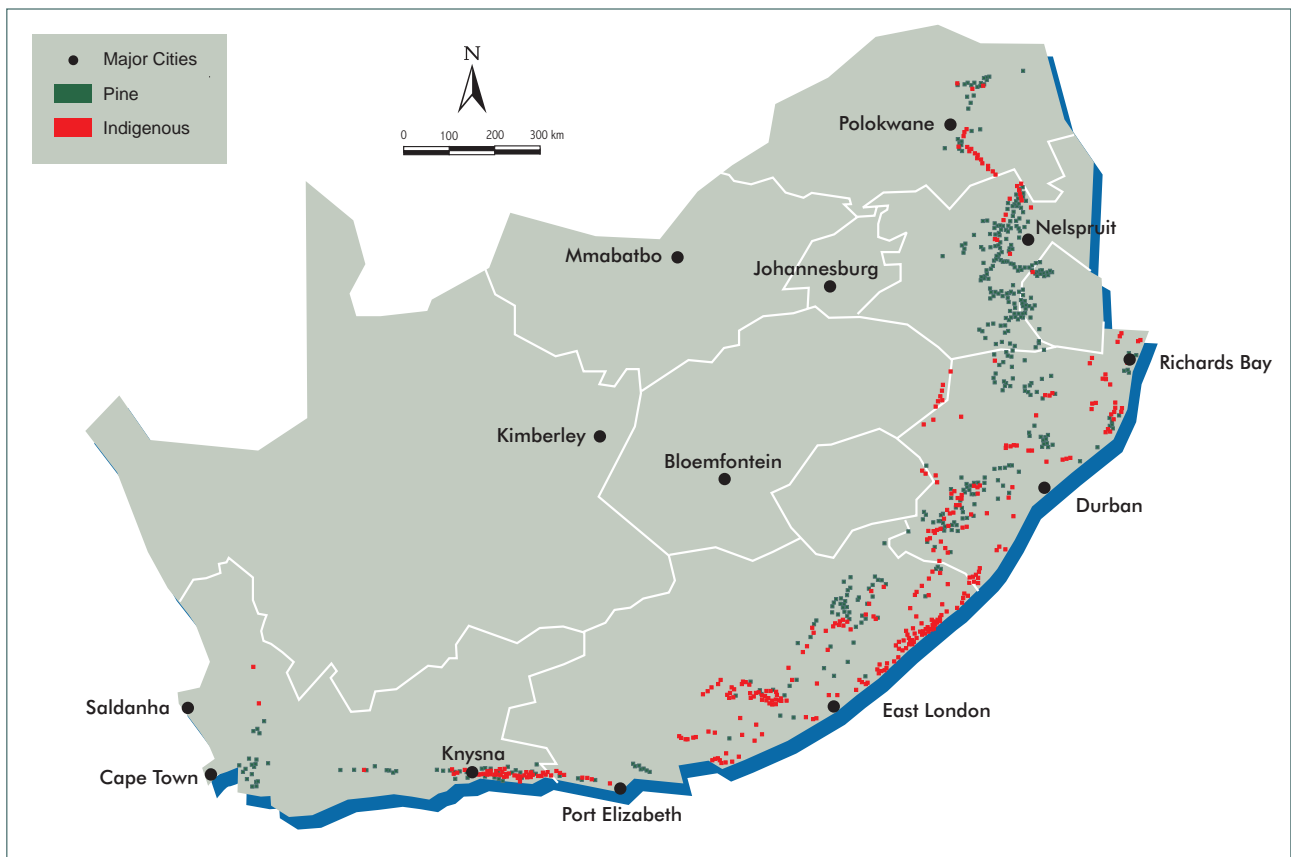 Major Cities
Pine
Indigenous
N
0 100 200 300 km
Polokwane
Nelspruit
Mmabatbo
Johannesburg
Richards Bay
Kimberley
Bloemfontein
Durban
Saldanha
East London
Knysna
Cape Town
Port Elizabeth